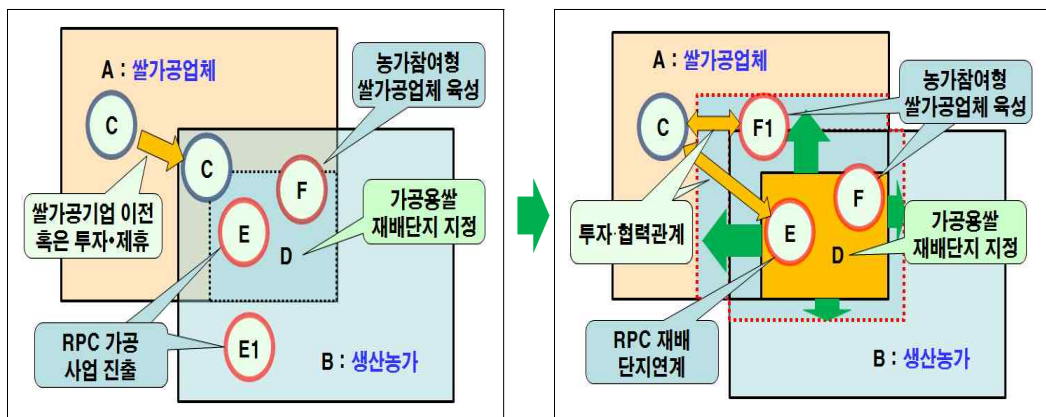 A : 쌀가공업체
농가참여형
쌀가공업체 육성
C
C
F
쌀가공기업 이전
혹은 투자•제휴
E
가공용쌀
재배단지 지정
D
RPC 가공
사업 진출
E1
B : 생산농가
A : 쌀가공업체
농가참여형
쌀가공업체 육성
C
F1
F
투자·협력관계
E
가공용쌀
재배단지 지정
D
RPC 재배
단지연계
B : 생산농가